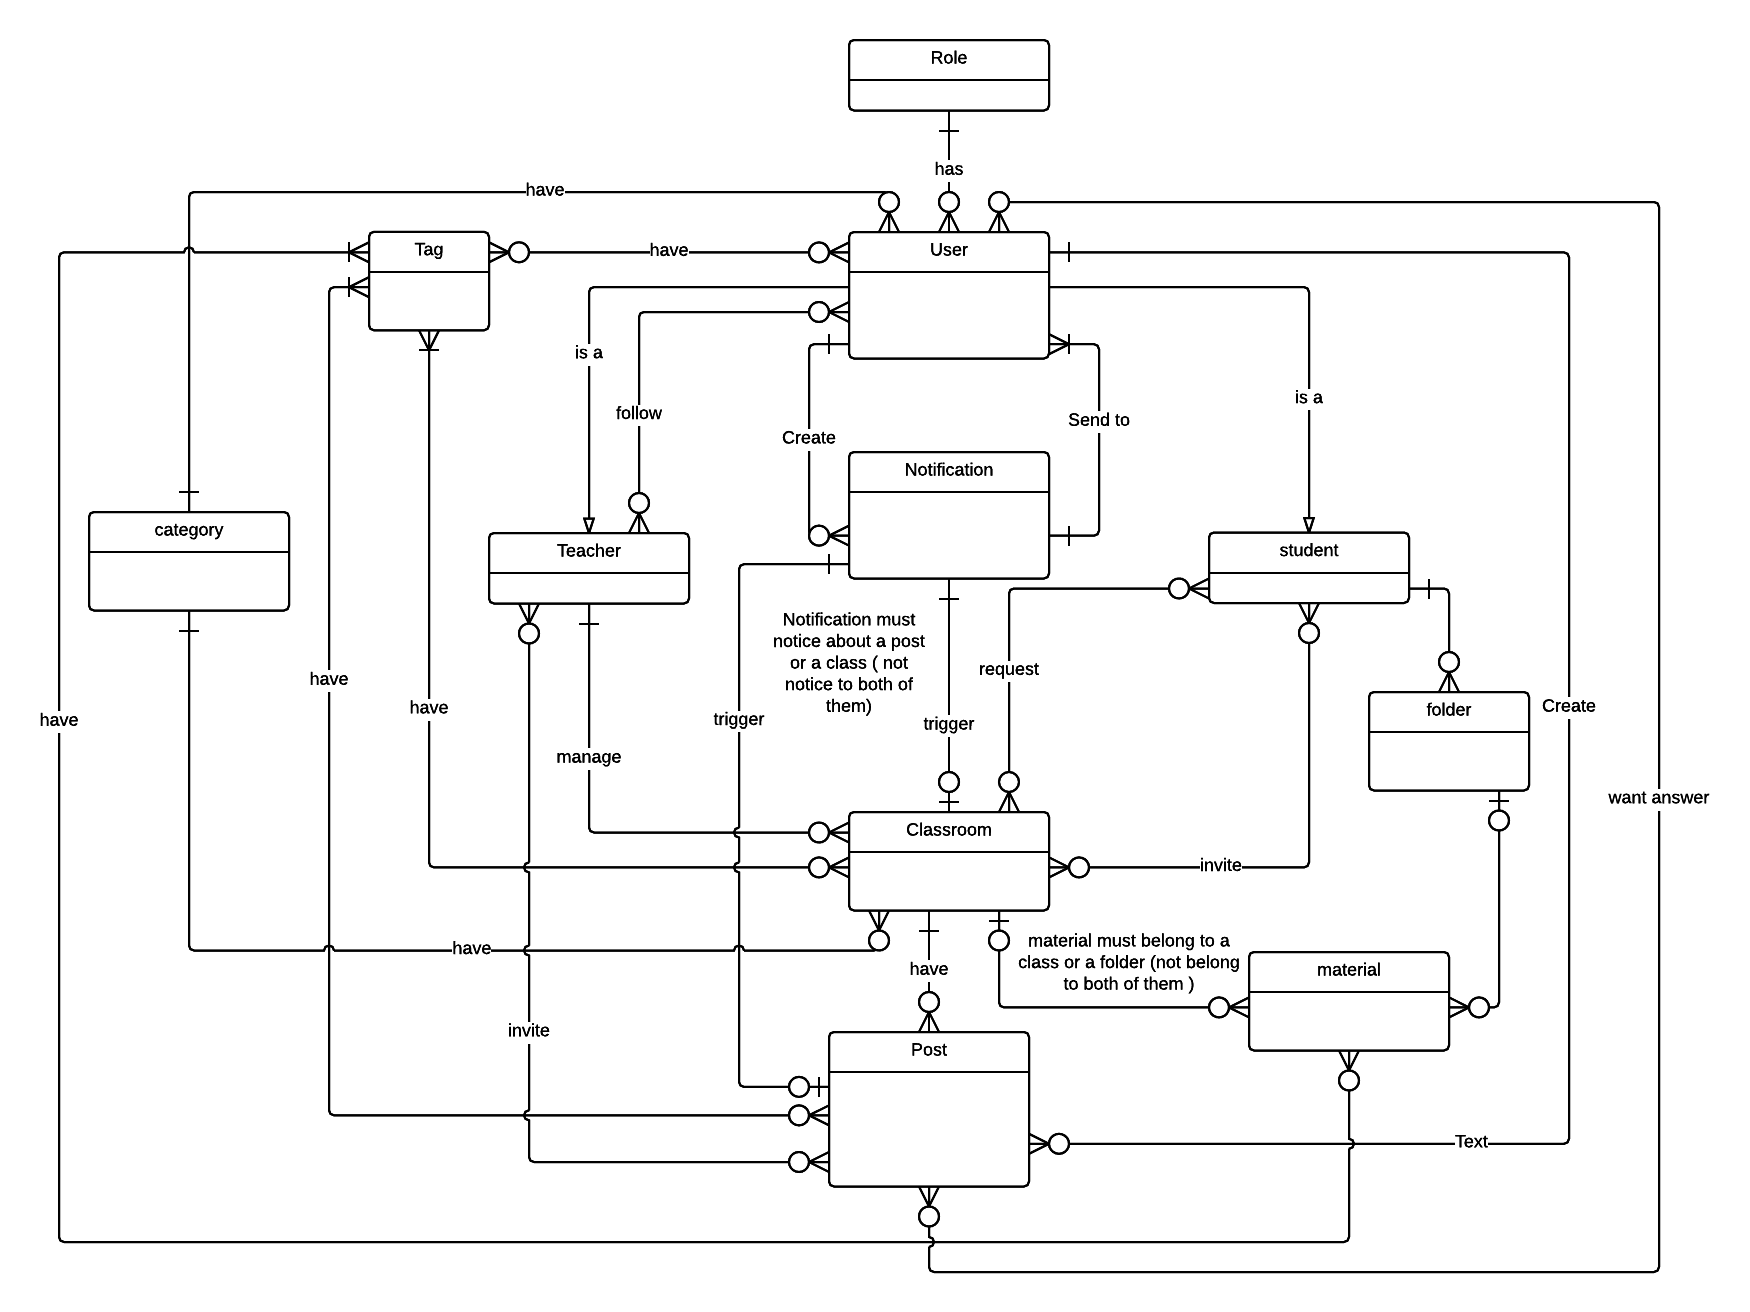 Role
has
have
Tag
have
User
is a
follow
Create
Send to
is a
Notification
category
Teacher
student
Notification must
notice about a post
or a class ( not
notice to both of
them)
request
have
have
have
trigger
trigger
manage
folder
Create
want answer
Classroom
invite
have
have
material must belong to a
class or a folder (not belong
to both of them )
material
invite
Post
Text